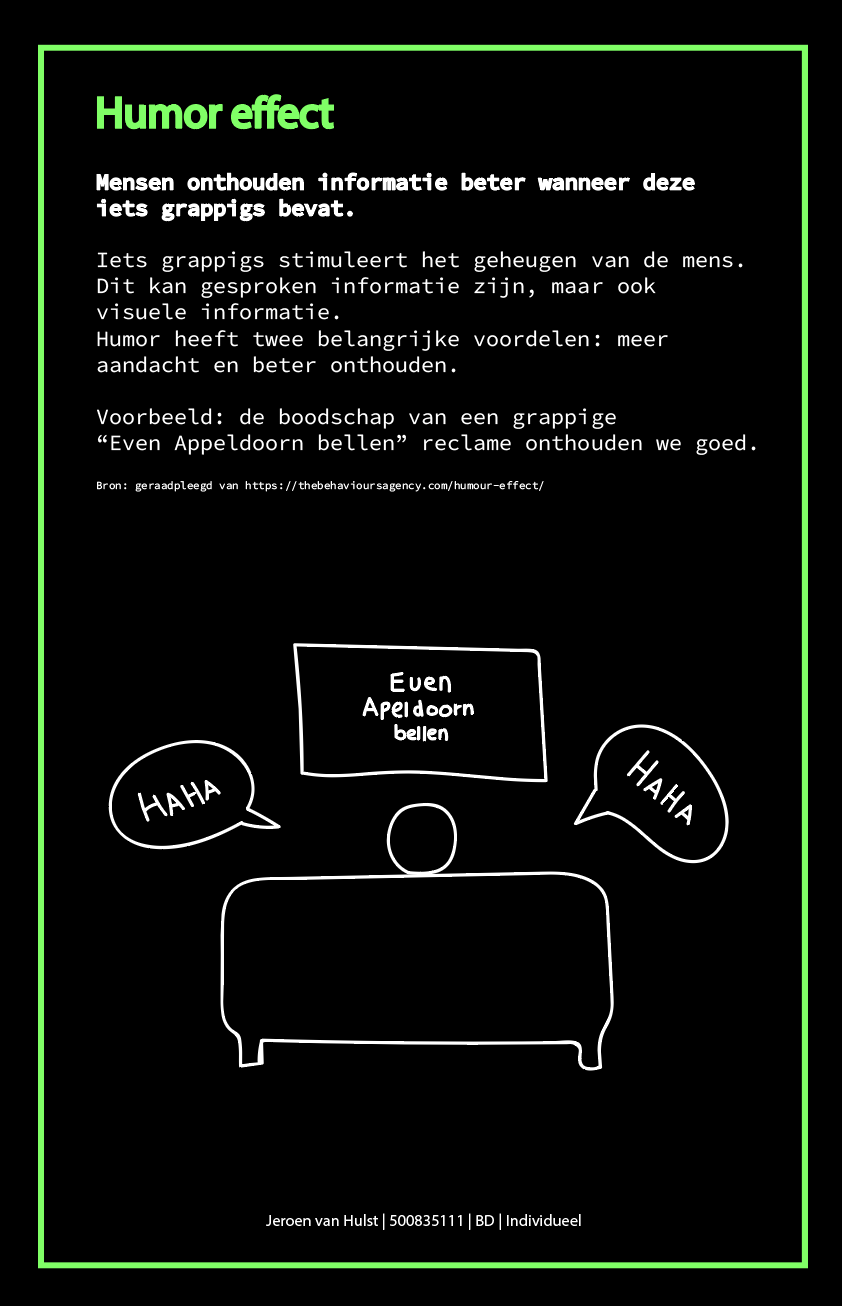 Humor effect
Mensen onthouden informatie beter wanneer deze
iets grappigs bevat.
Iets grappigs stimuleert het geheugen van de mens.
Dit kan gesproken informatie zijn, maar ook
visuele informatie.
Humor heeft twee belangrijke voordelen: meer
aandacht en beter onthouden.
Voorbeeld: de boodschap van een grappige
“Even Appeldoorn bellen” reclame onthouden we goed.
Bron: geraadpleegd van https://thebehavioursagency.com/humour-effect/
Even
Apeldoorn
bellen
HAHA
HAHA
Jeroen van Hulst | 500835111 | BD | Individueel